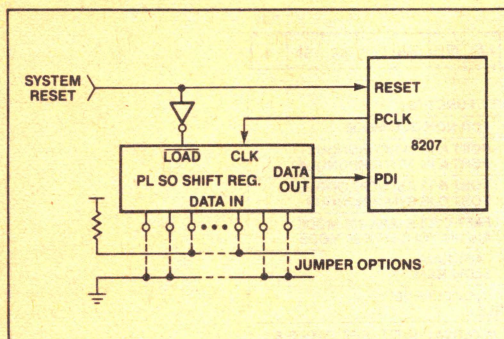 SYSTEM
RESET
RESET
PCLK
8207
PDI
LOAD CLK
DATA
OUT
PL SO SHIFT REG.
DATA IN
JUMPER OPTIONS